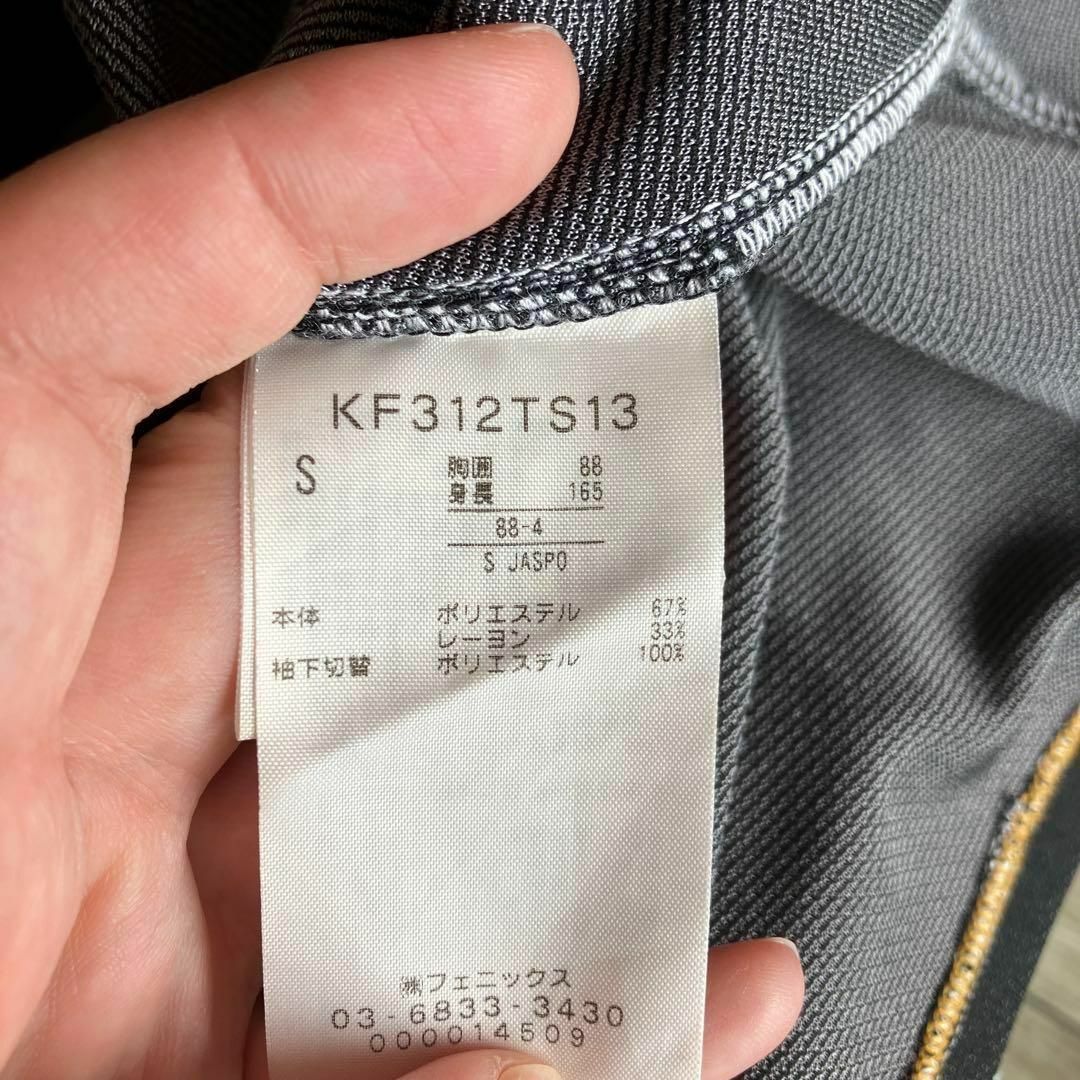 KF312TS13
S
胸囲 88
身長 165
88-4
S JASPO
本体 ポリエステル 67%
レーヨン 33%
袖下切替 ポリエステル 100%
㈱フェニックス
03-6833-3430
000014509